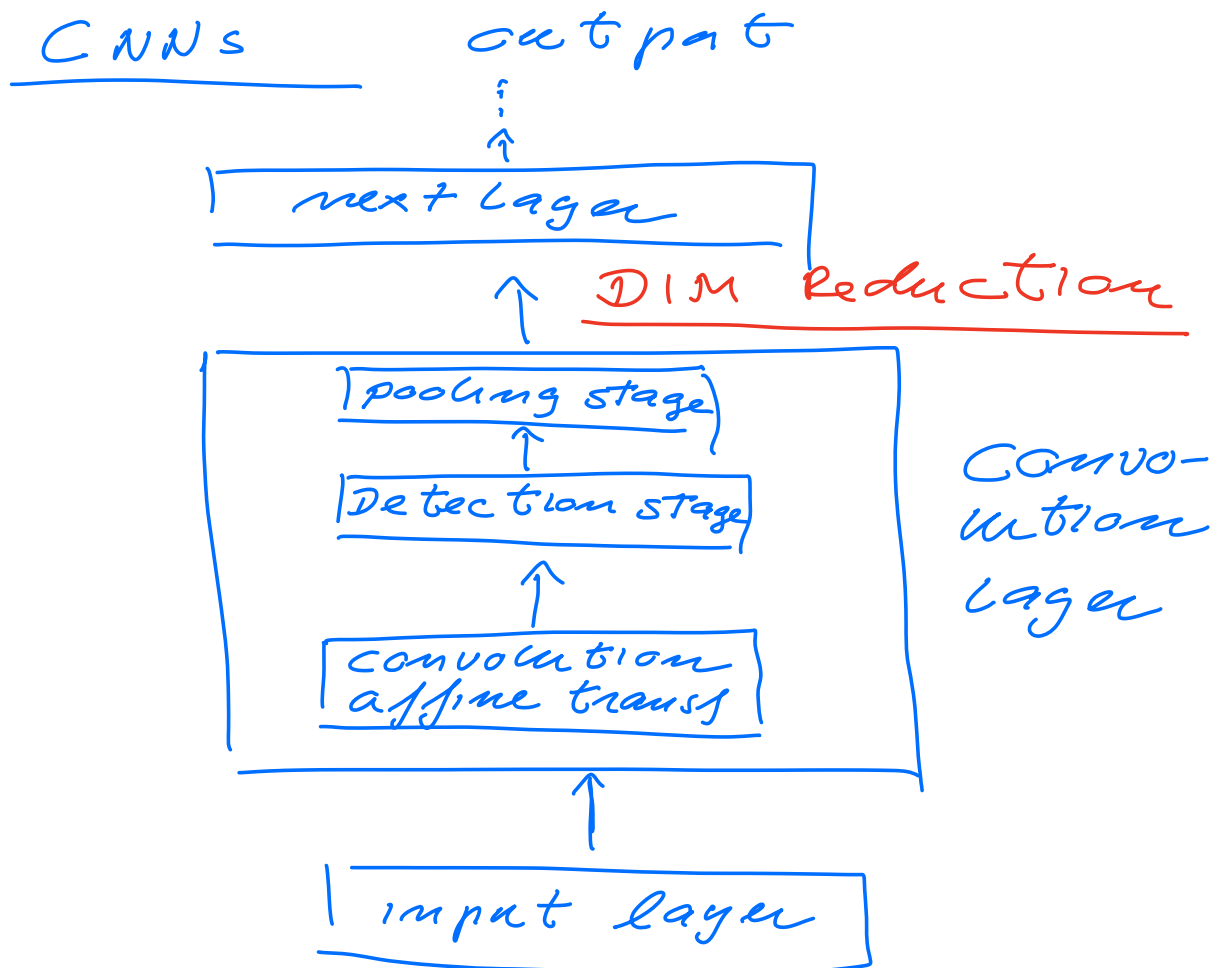 CNNs
output
next layer
DIM Reduction
pooling stage
Detection stage
Convo-
lution
layer
convolution
affine transf
input layer